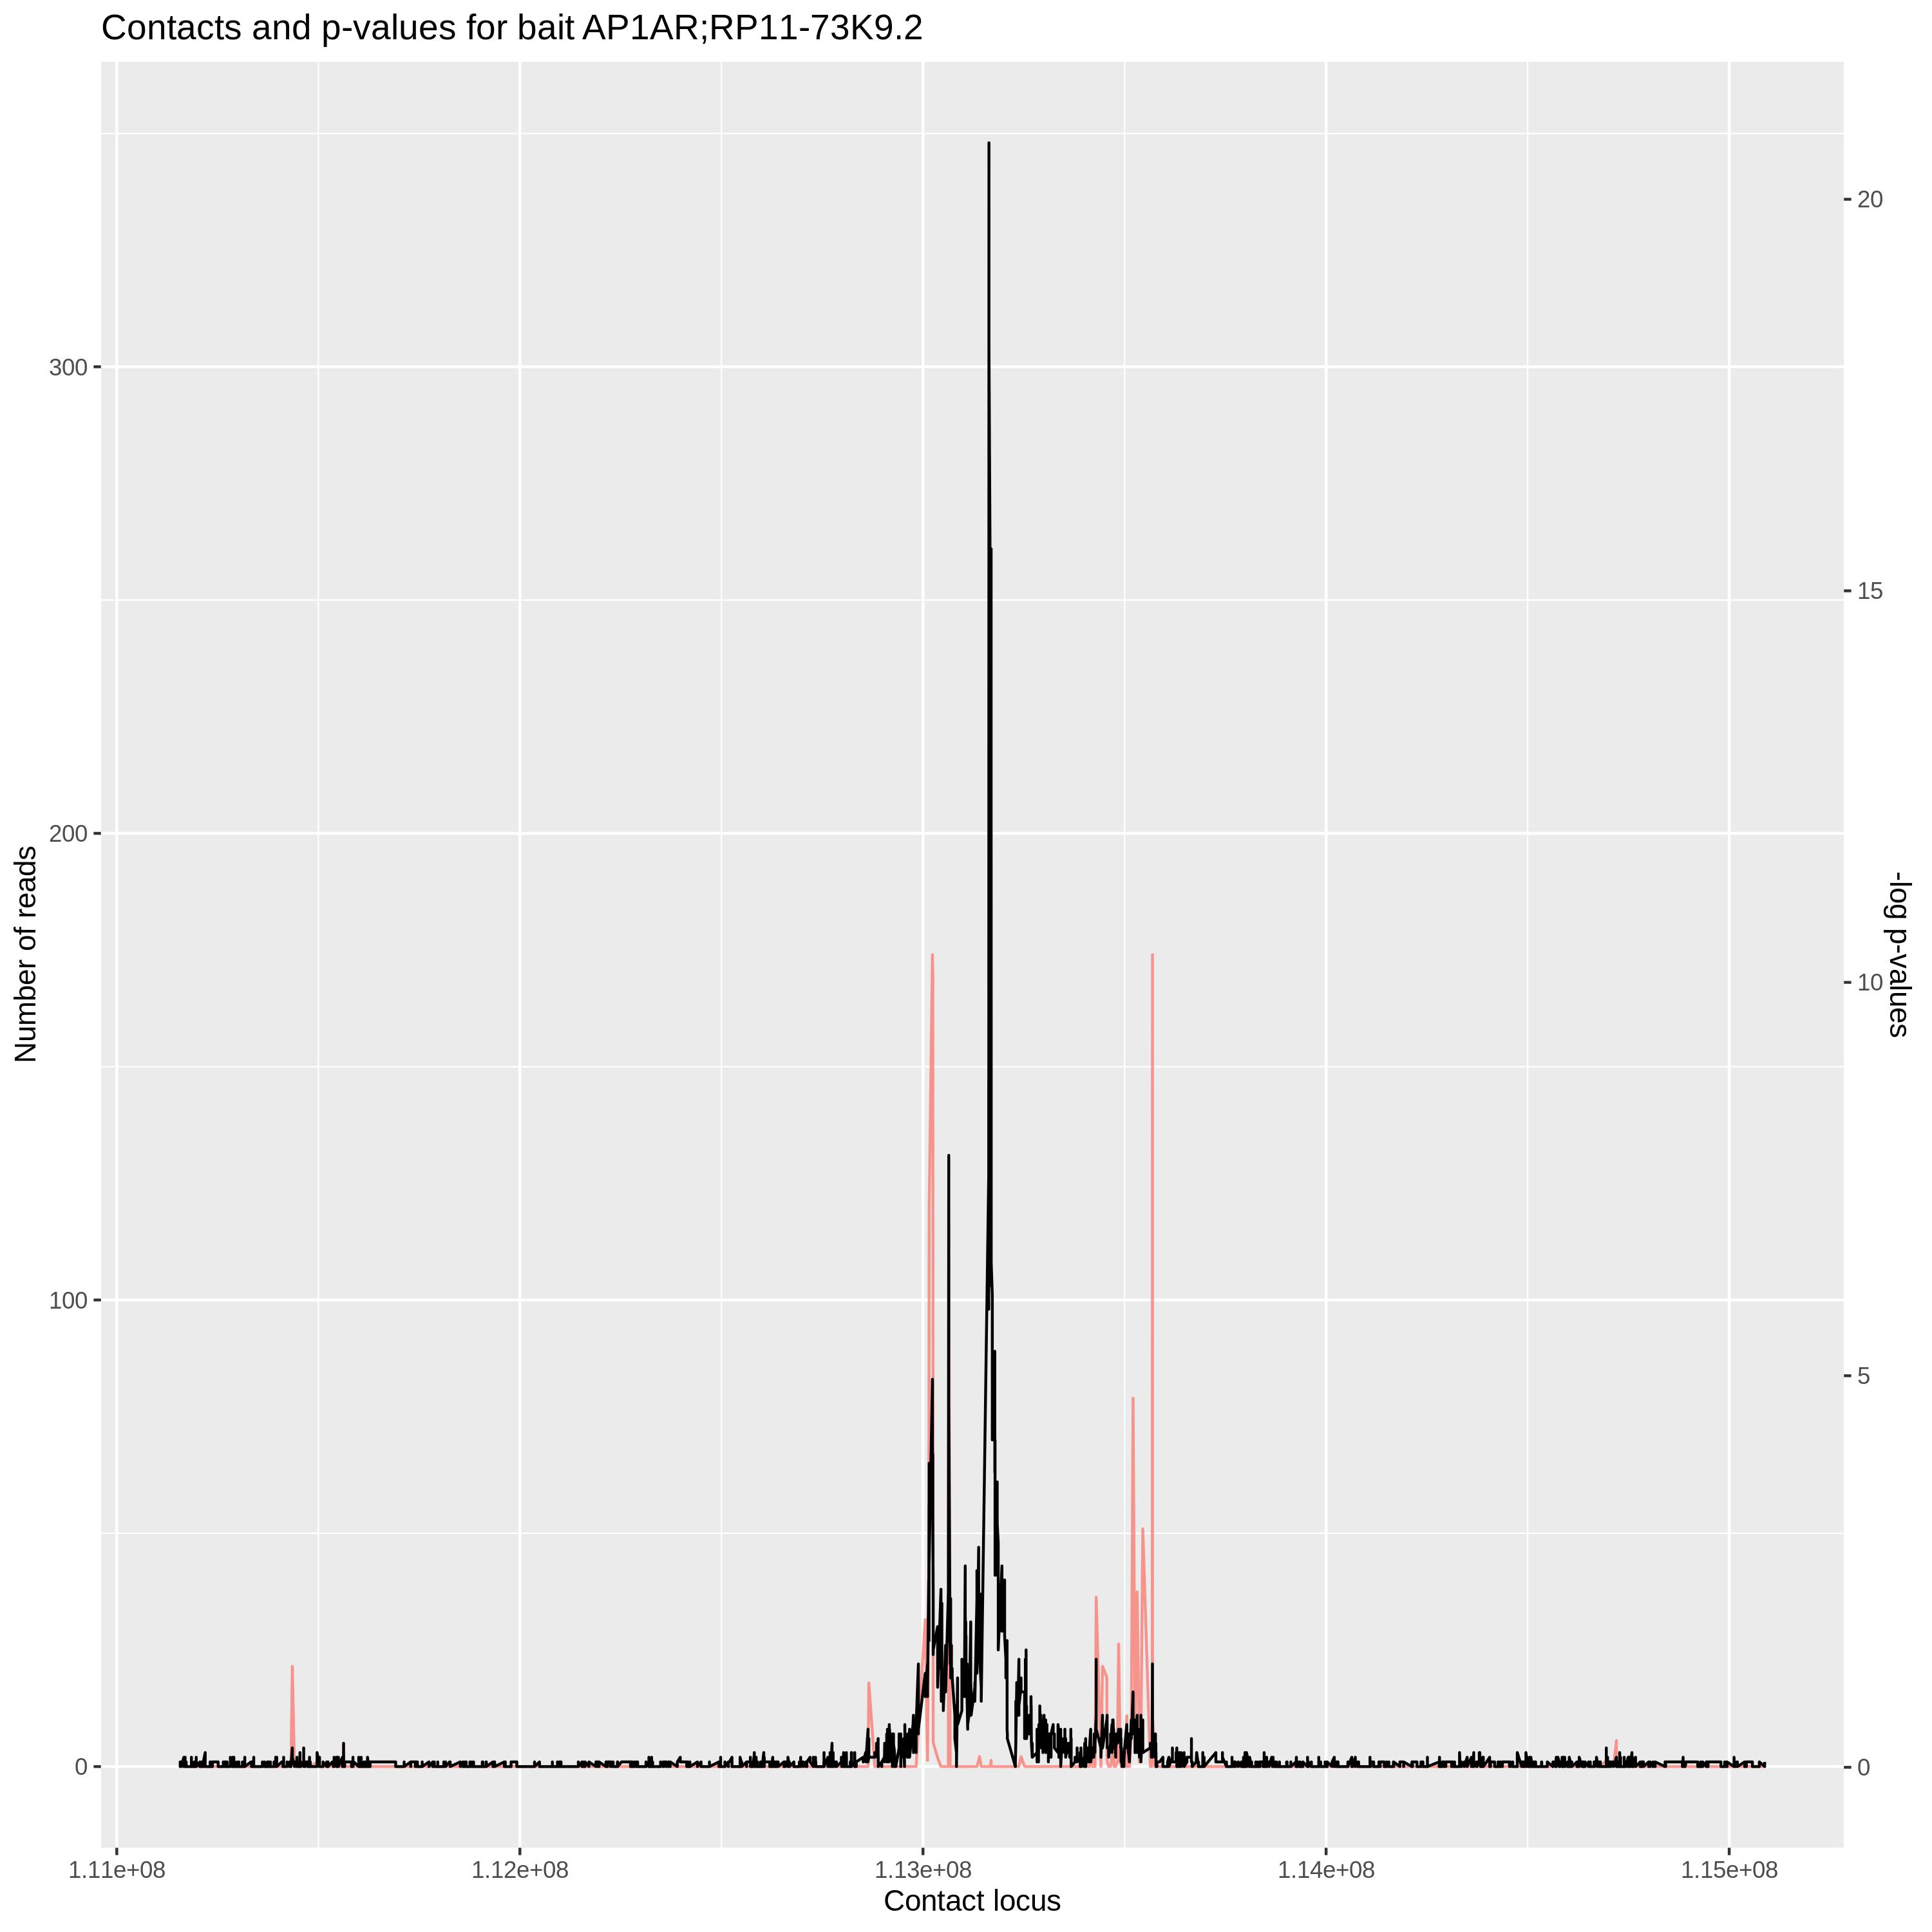 Contacts and p-values for bait AP1AR;RP11-73K9.2
300
200
100
0
20
15
10
5
0
Number of reads
-log p-values
1.11e+08 1.12e+08 1.13e+08 1.14e+08 1.15e+08
Contact locus